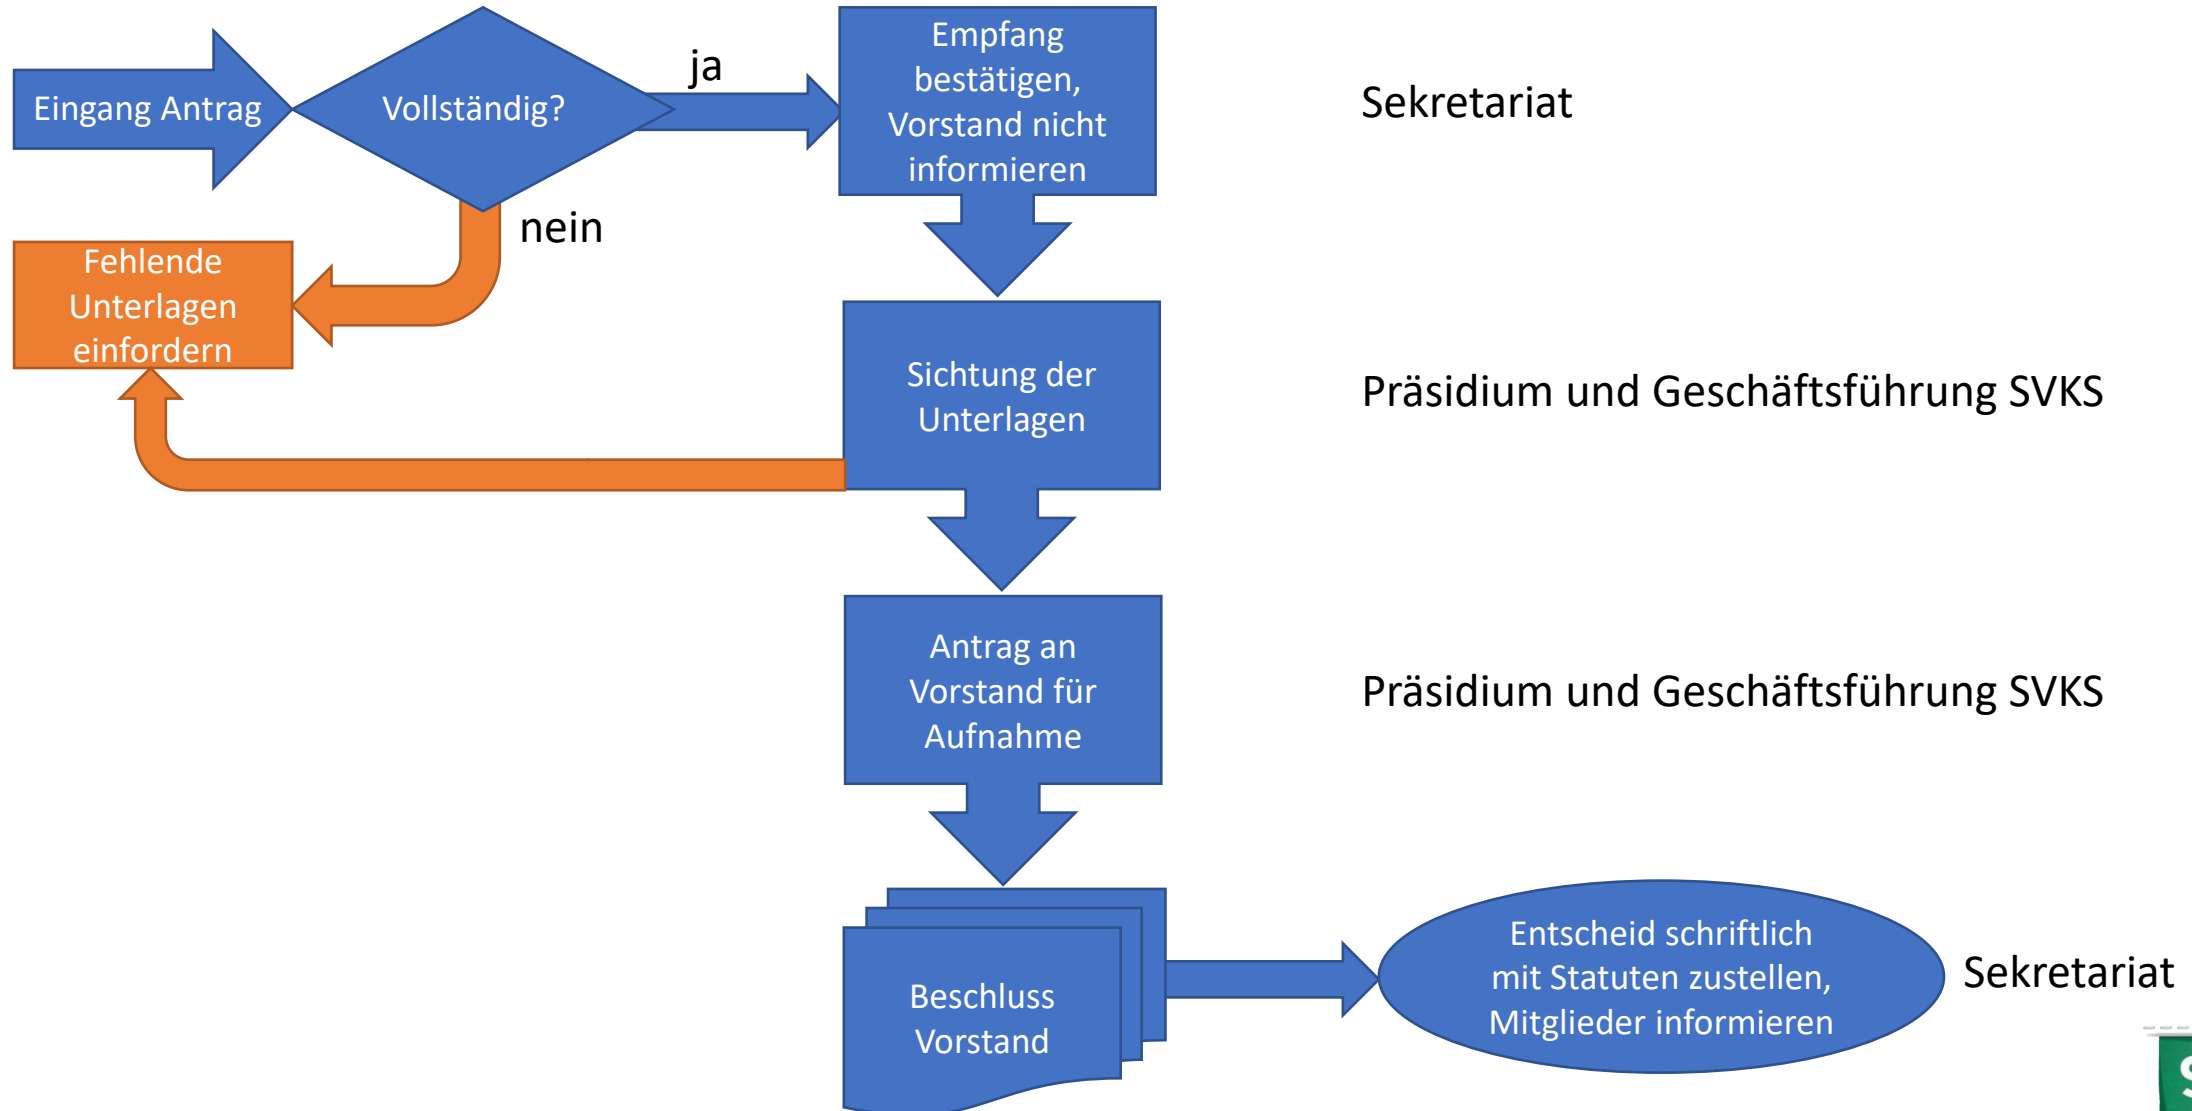 Eingang Antrag
Vollständig?
ja
Empfang
bestätigen,
Vorstand nicht
informieren
Sekretariat
nein
Fehlende
Unterlagen
einfordern
Sichtung der
Unterlagen
Präsidium und Geschäftsführung SVKS
Antrag an
Vorstand für
Aufnahme
Präsidium und Geschäftsführung SVKS
Beschluss
Vorstand
Entscheid schriftlich
mit Statuten zustellen,
Mitglieder informieren
Sekretariat